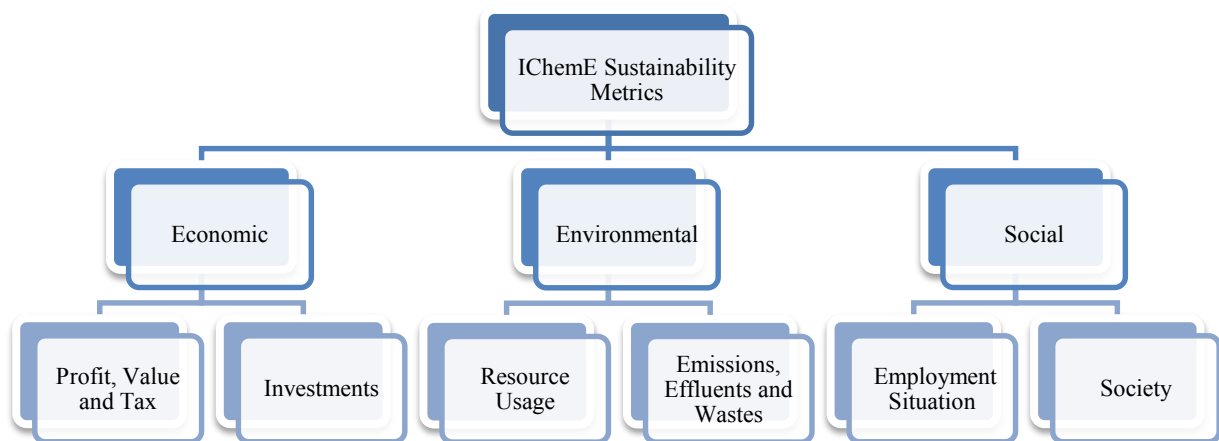 IChemE Sustainability
Metrics
Economic
Environmental
Social
Profit, Value
and Tax
Investments
Resource
Usage
Emissions,
Effluents and
Wastes
Employment
Situation
Society